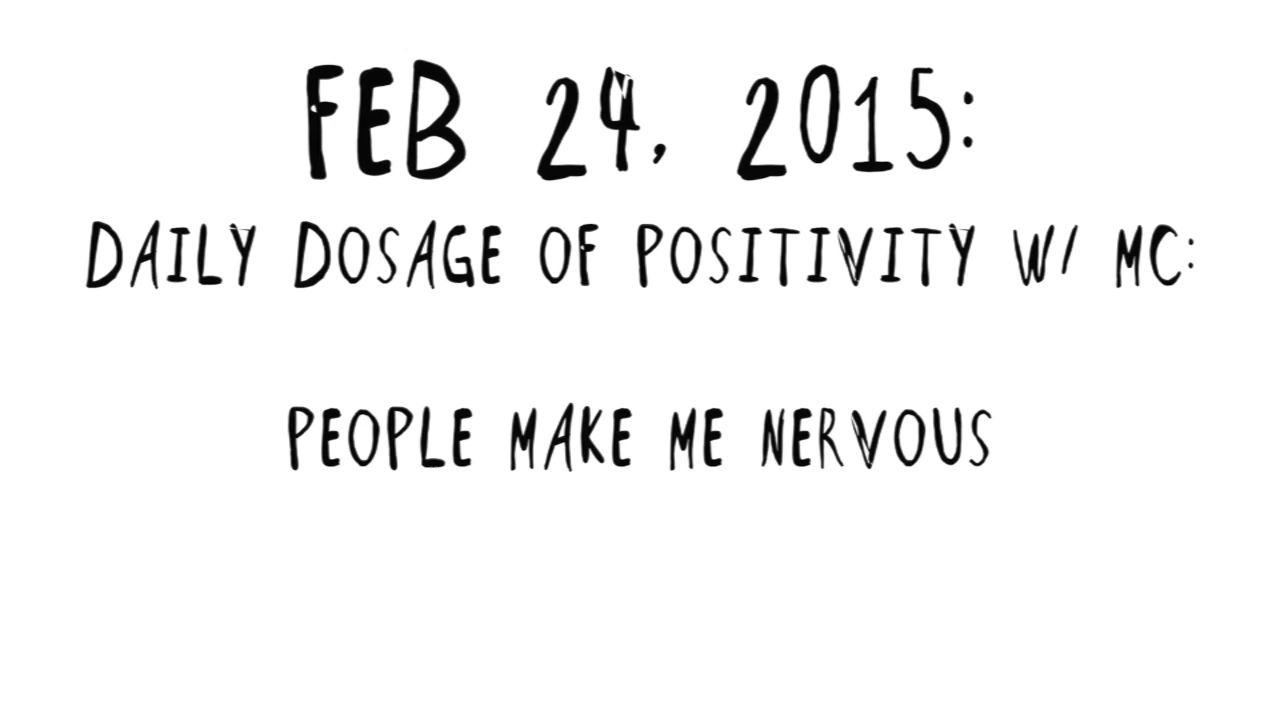 FEB 24, 2015:
DAILY DOSAGE OF POSITIVITY W/ MC:
PEOPLE MAKE ME NERVOUS